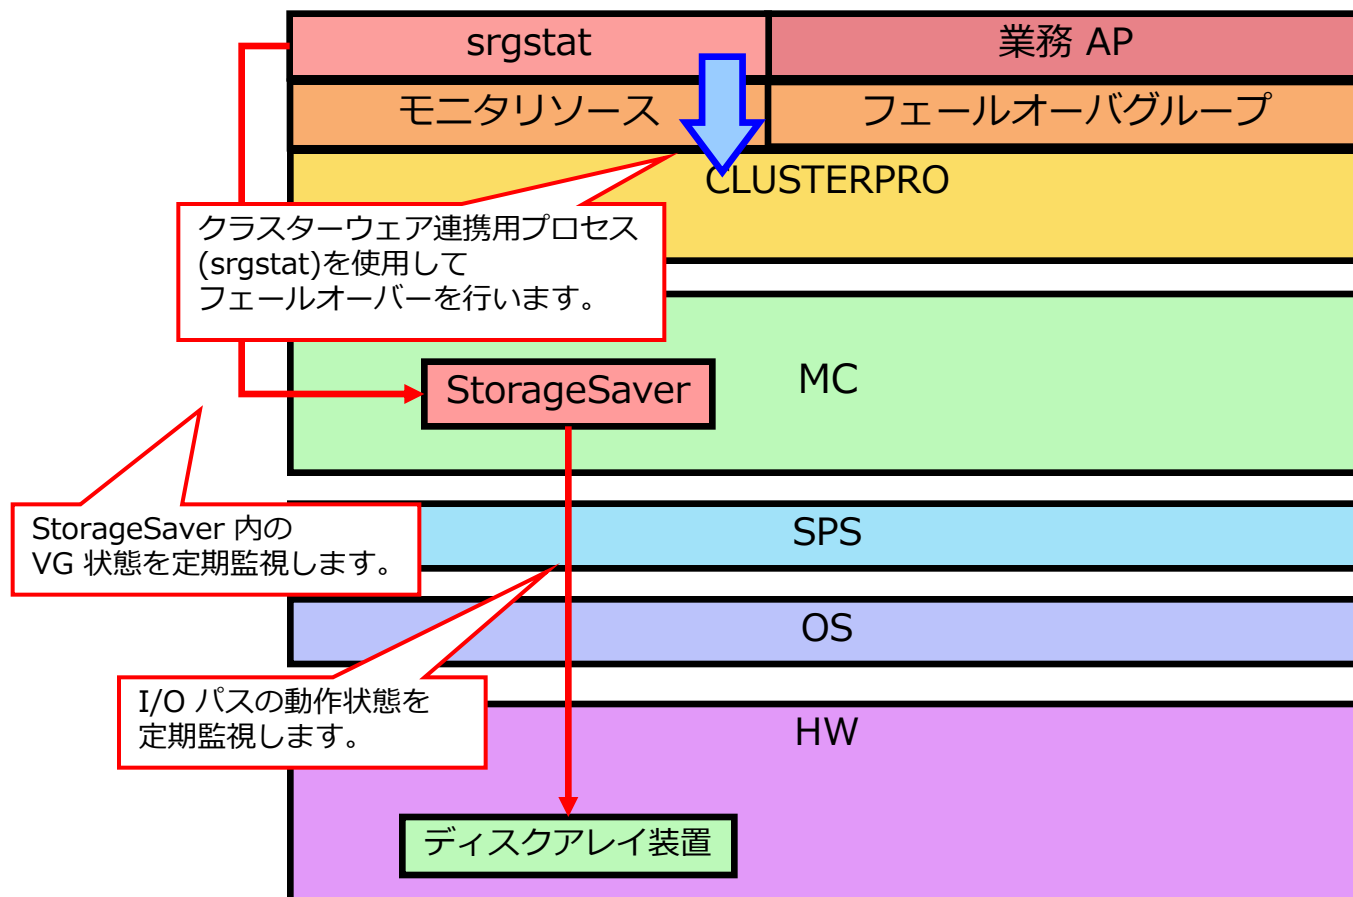 srgstat
業務 AP
モニタリソース
フェールオーバグループ
CLUSTERPRO
クラスターウェア連携用プロセス
(srgstat)を使用して
フェールオーバーを行います。
MC
StorageSaver
StorageSaver 内の
VG 状態を定期監視します。
SPS
OS
I/O パスの動作状態を
定期監視します。
HW
ディスクアレイ装置